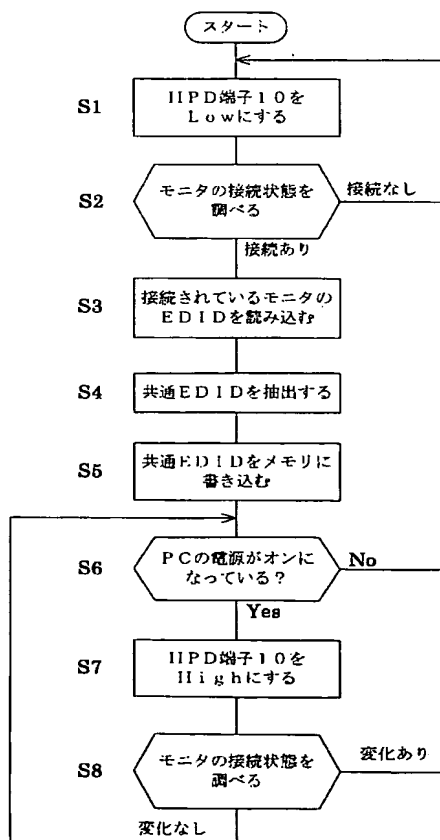 スタート
S1
HPD端子10を
Lowにする
S2
モニタの接続状態を
調べる
接続なし
接続あり
S3
接続されているモニタの
EDIDを読み込む
S4
共通EDIDを抽出する
S5
共通EDIDをメモリに
書き込む
S6
PCの電源がオンに
なっている?
No
Yes
S7
HPD端子10を
Highにする
S8
モニタの接続状態を
調べる
変化あり
変化なし